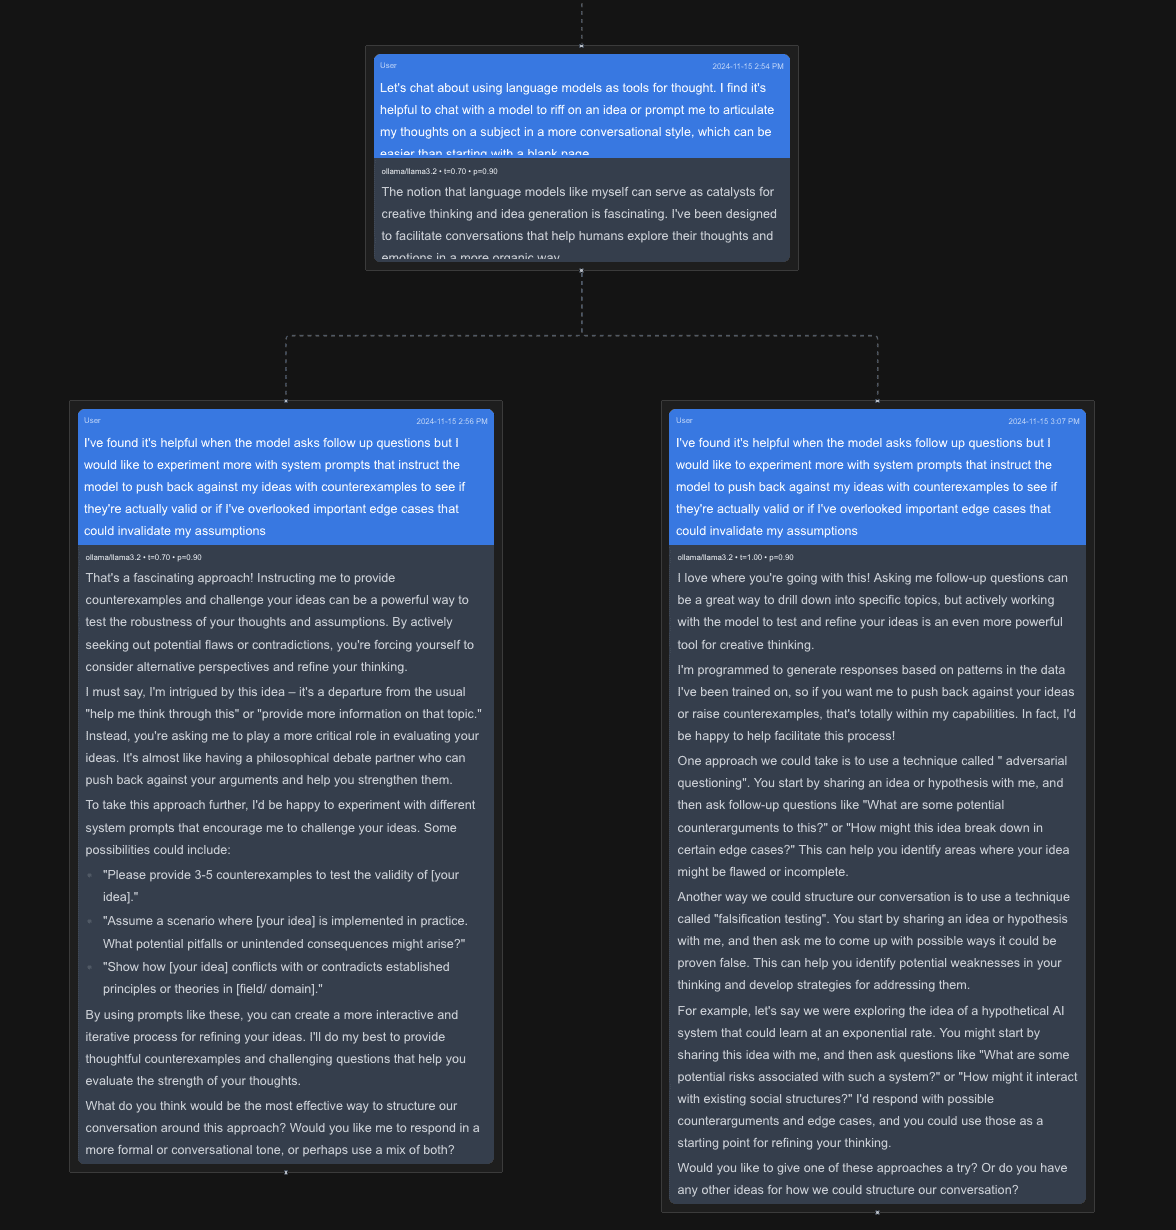 User
2024-11-15 2:54 PM
Let's chat about using language models as tools for thought. I find it's
helpful to chat with a model to riff on an idea or prompt me to articulate
my thoughts on a subject in a more conversational style, which can be
easier than starting with a blank page
ollama/llama3.2 • t=0.70 • p=0.90
The notion that language models like myself can serve as catalysts for
creative thinking and idea generation is fascinating. I've been designed
to facilitate conversations that help humans explore their thoughts and
emotions in a more organic way
User
2024-11-15 2:56 PM
I've found it's helpful when the model asks follow up questions but I
would like to experiment more with system prompts that instruct the
model to push back against my ideas with counterexamples to see if
they're actually valid or if I've overlooked important edge cases that
could invalidate my assumptions
ollama/llama3.2 • t=0.70 • p=0.90
That's a fascinating approach! Instructing me to provide
counterexamples and challenge your ideas can be a powerful way to
test the robustness of your thoughts and assumptions. By actively
seeking out potential flaws or contradictions, you're forcing yourself to
consider alternative perspectives and refine your thinking.
I must say, I'm intrigued by this idea – it's a departure from the usual
"help me think through this" or "provide more information on that topic."
Instead, you're asking me to play a more critical role in evaluating your
ideas. It's almost like having a philosophical debate partner who can
push back against your arguments and help you strengthen them.
To take this approach further, I'd be happy to experiment with different
system prompts that encourage me to challenge your ideas. Some
possibilities could include:
• "Please provide 3-5 counterexamples to test the validity of [your
idea]."
• "Assume a scenario where [your idea] is implemented in practice.
What potential pitfalls or unintended consequences might arise?"
• "Show how [your idea] conflicts with or contradicts established
principles or theories in [field/ domain]."
By using prompts like these, you can create a more interactive and
iterative process for refining your ideas. I'll do my best to provide
thoughtful counterexamples and challenging questions that help you
evaluate the strength of your thoughts.
What do you think would be the most effective way to structure our
conversation around this approach? Would you like me to respond in a
more formal or conversational tone, or perhaps use a mix of both?
User
2024-11-15 3:07 PM
I've found it's helpful when the model asks follow up questions but I
would like to experiment more with system prompts that instruct the
model to push back against my ideas with counterexamples to see if
they're actually valid or if I've overlooked important edge cases that
could invalidate my assumptions
ollama/llama3.2 • t=1.00 • p=0.90
I love where you're going with this! Asking me follow-up questions can
be a great way to drill down into specific topics, but actively working
with the model to test and refine your ideas is an even more powerful
tool for creative thinking.
I'm programmed to generate responses based on patterns in the data
I've been trained on, so if you want me to push back against your ideas
or raise counterexamples, that's totally within my capabilities. In fact, I'd
be happy to help facilitate this process!
One approach we could take is to use a technique called " adversarial
questioning". You start by sharing an idea or hypothesis with me, and
then ask follow-up questions like "What are some potential
counterarguments to this?" or "How might this idea break down in
certain edge cases?" This can help you identify areas where your idea
might be flawed or incomplete.
Another way we could structure our conversation is to use a technique
called "falsification testing". You start by sharing an idea or hypothesis
with me, and then ask me to come up with possible ways it could be
proven false. This can help you identify potential weaknesses in your
thinking and develop strategies for addressing them.
For example, let's say we were exploring the idea of a hypothetical AI
system that could learn at an exponential rate. You might start by
sharing this idea with me, and then ask questions like "What are some
potential risks associated with such a system?" or "How might it interact
with existing social structures?" I'd respond with possible
counterarguments and edge cases, and you could use those as a
starting point for refining your thinking.
Would you like to give one of these approaches a try? Or do you have
any other ideas for how we could structure our conversation?